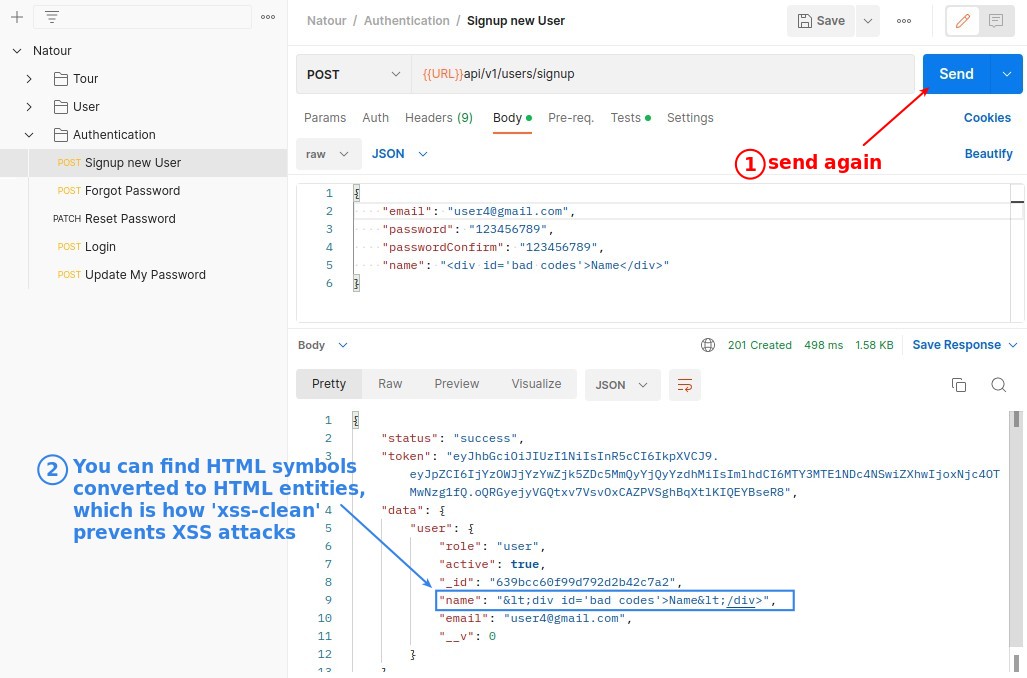 Natour / Authentication / Signup new User
Save
Natour
Tour
User
Authentication
POST Signup new User
POST Forgot Password
PATCH Reset Password
POST Login
POST Update My Password
POST
{{URL}}api/v1/users/signup
Send
Params Auth Headers (9) Body Pre-req. Tests Settings Cookies
raw JSON Beautify
1 send again
1 {
2 "email": "user4@gmail.com",
3 "password": "123456789",
4 "passwordConfirm": "123456789",
5 "name": "<div id='bad codes'>Name</div>"
6 }
Body 201 Created 498 ms 1.58 KB Save Response
Pretty Raw Preview Visualize JSON
1 {
2 "status": "success",
3 "token": "eyJhbGciOiJIUzI1NiIsInR5cCI6IkpXVCJ9.
eyJpZCI6IjYzOWJjYzYwZjk5ZDc5MmQyYjQyYzdhMiIsImlhdCI6MTY3MTE1NDc4NSwiZXhwIjoxNjc4OT
MwNzg1fQ.oQRGyejyVGQtxv7VsvOxCAZPVSghBqXtlKIQEYBseR8",
4 "data": {
5 "user": {
6 "role": "user",
7 "active": true,
8 "_id": "639bcc60f99d792d2b42c7a2",
9 "name": "&lt;div id='bad codes'>Name&lt;/div>",
10 "email": "user4@gmail.com",
11 "__v": 0
12 }
13 }
2 You can find HTML symbols
converted to HTML entities,
which is how 'xss-clean'
prevents XSS attacks